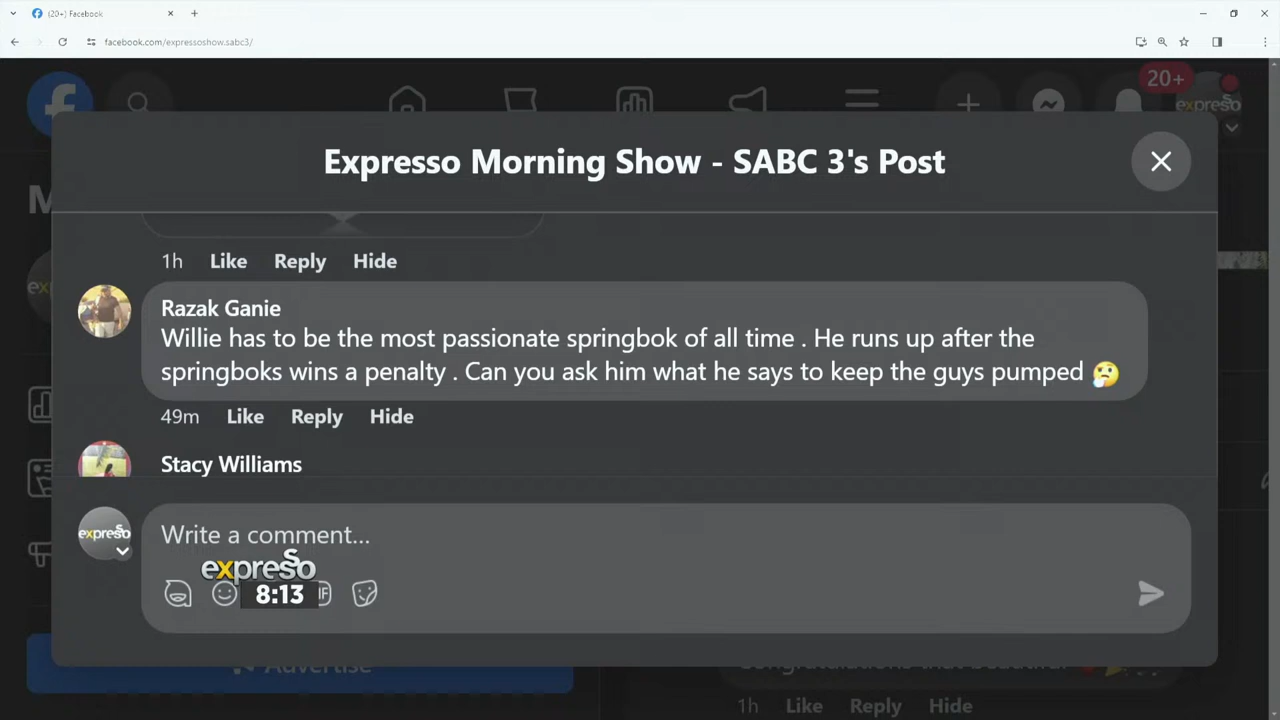 (20+) Facebook
facebook.com/expressoshow.sabc3/
20+
expresso
Expresso Morning Show - SABC 3's Post
1h Like Reply Hide
Razak Ganie
Willie has to be the most passionate springbok of all time . He runs up after the
springboks wins a penalty . Can you ask him what he says to keep the guys pumped 🤔
49m Like Reply Hide
Stacy Williams
expresso
Write a comment...
expresso
8:13
Advertise
1h Like Reply Hide